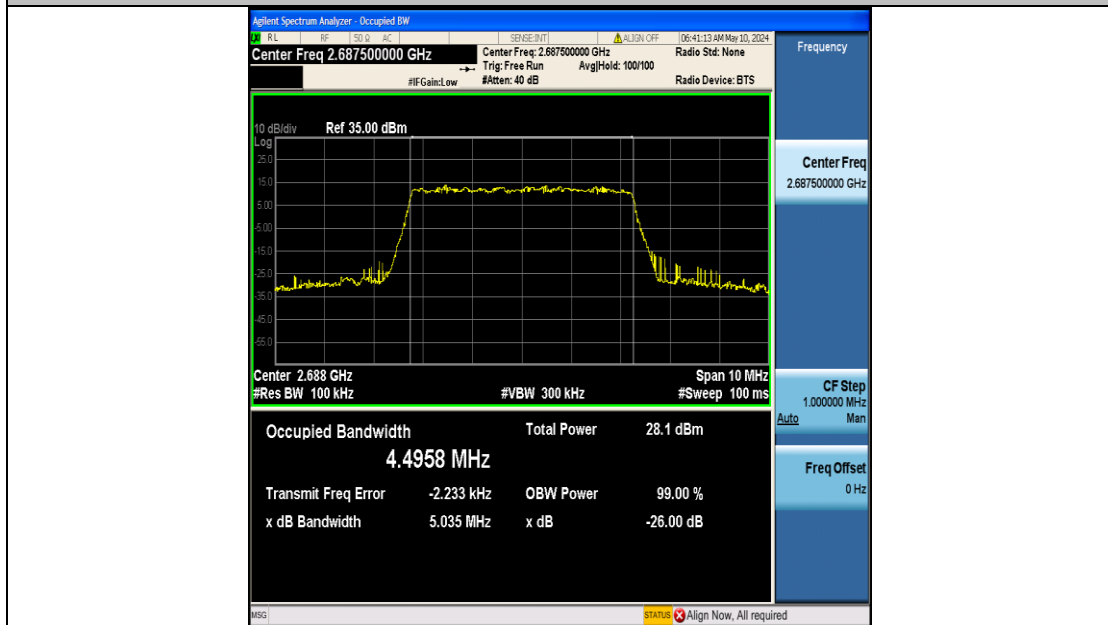 Agilent Spectrum Analyzer - Occupied BW
LXI RL RF 50 Ω AC SENSE:INT ALIGN OFF 06:41:13 AM May 10, 2024
Center Freq 2.687500000 GHz
Center Freq: 2.687500000 GHz Radio Std: None
Trig: Free Run Avg|Hold: 100/100
#IFGain:Low #Atten: 40 dB Radio Device: BTS
10 dB/div Ref 35.00 dBm
Log
25.0
15.0
5.00
-5.00
-15.0
-25.0
-35.0
-45.0
-55.0
Center 2.688 GHz Span 10 MHz
#Res BW 100 kHz #VBW 300 kHz #Sweep 100 ms
Occupied Bandwidth Total Power 28.1 dBm
4.4958 MHz
Transmit Freq Error -2.233 kHz OBW Power 99.00 %
x dB Bandwidth 5.035 MHz x dB -26.00 dB
MSG STATUS Align Now, All required
Frequency
Center Freq
2.687500000 GHz
CF Step
1.000000 MHz
Auto Man
Freq Offset
0 Hz